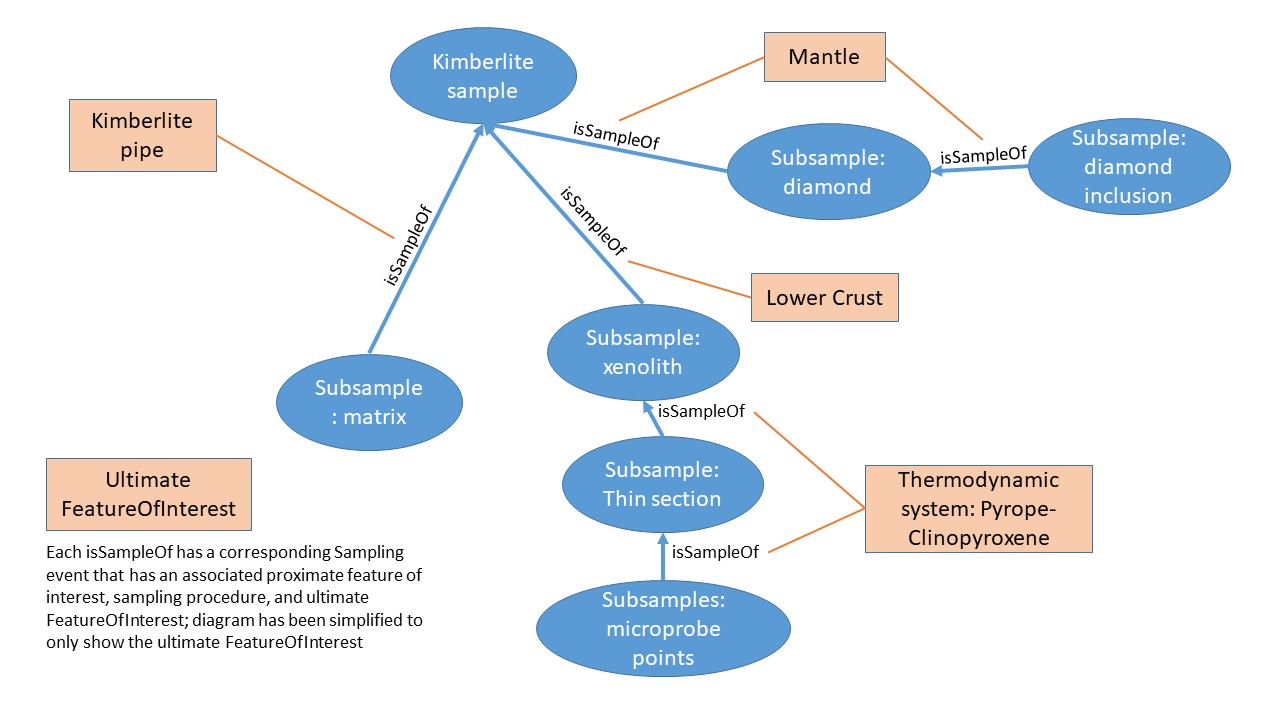 Kimberlite
sample
Mantle
Kimberlite
pipe
isSampleOf
Subsample:
diamond
isSampleOf
Subsample:
diamond
inclusion
isSampleOf
isSampleOf
Lower Crust
Subsample:
xenolith
Subsample
: matrix
isSampleOf
Subsample:
Thin section
Thermodynamic
system: Pyrope-
Clinopyroxene
isSampleOf
Subsamples:
microprobe
points
Ultimate
FeatureOfInterest
Each isSampleOf has a corresponding Sampling
event that has an associated proximate feature of
interest, sampling procedure, and ultimate
FeatureOfInterest; diagram has been simplified to
only show the ultimate FeatureOfInterest